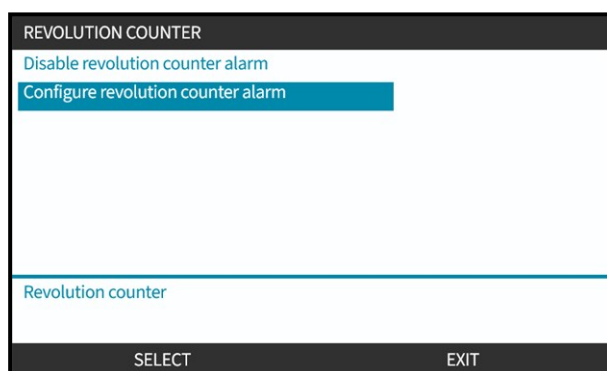 REVOLUTION COUNTER
Disable revolution counter alarm
Configure revolution counter alarm
Revolution counter
SELECT EXIT